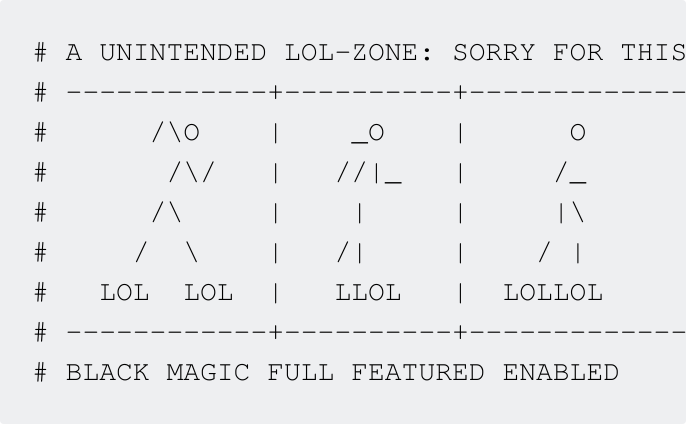 # A UNINTENDED LOL-ZONE: SORRY FOR THIS
# ------------+----------+-------------
#     /\O    |    _O    |      O
#      /\/   |   //|_   |     /_
#     /\     |    |     |     |\
#    /  \    |   /|     |    / |
#  LOL  LOL  |   LLOL   |  LOLLOL
# ------------+----------+-------------
# BLACK MAGIC FULL FEATURED ENABLED